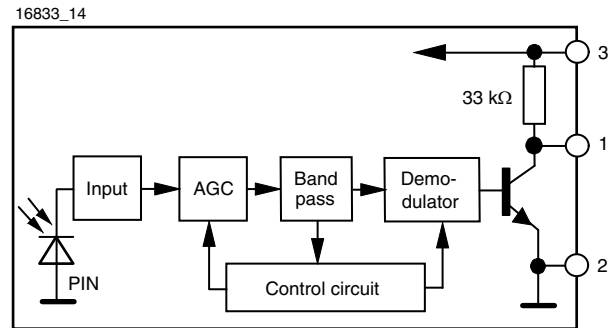 16833_14
3
33 kΩ
1
Input
AGC
Band
pass
Demo-
dulator
2
PIN
Control circuit